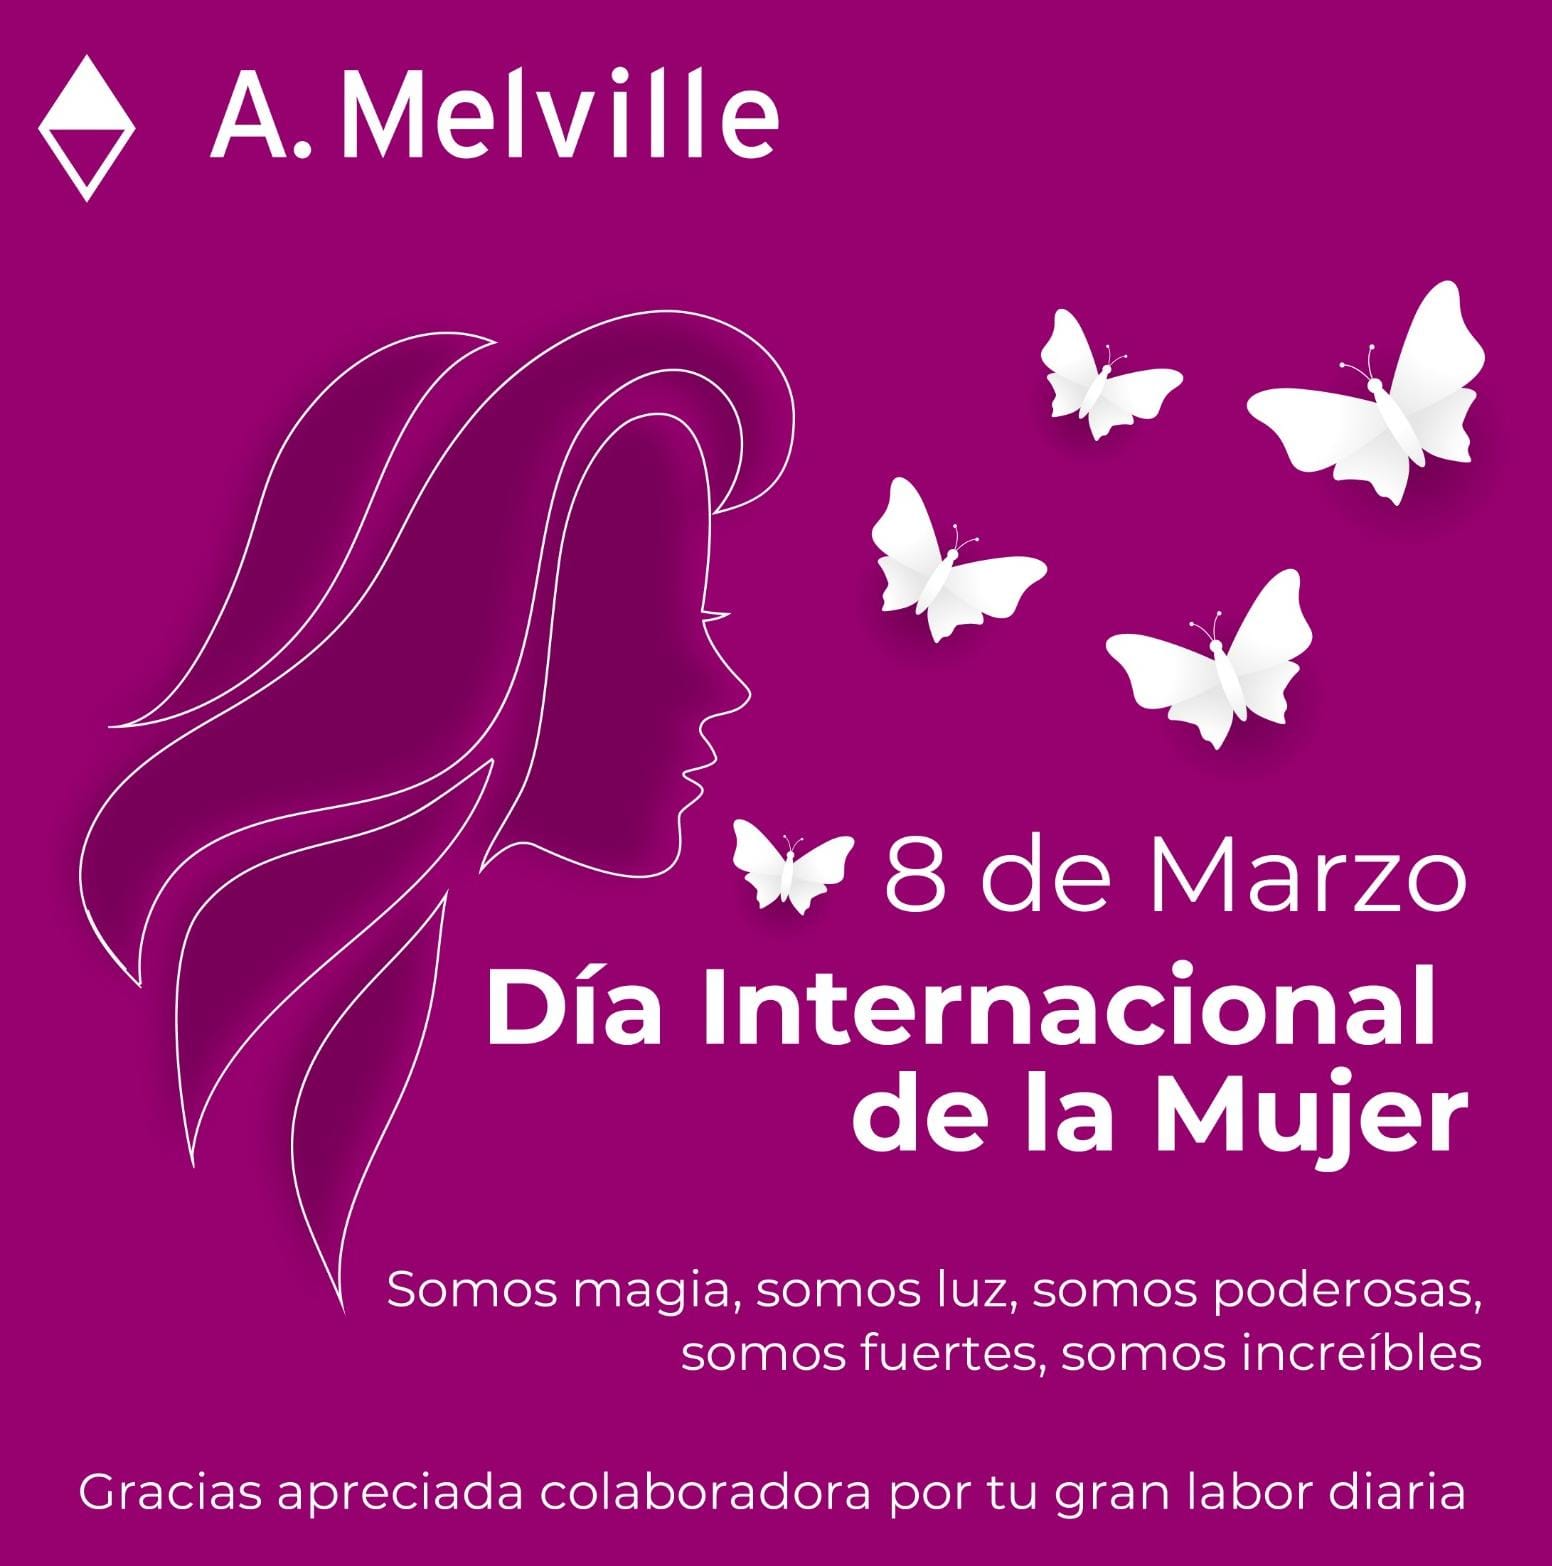 A. Melville
8 de Marzo
Día Internacional
de la Mujer
Somos magia, somos luz, somos poderosas,
somos fuertes, somos increíbles
Gracias apreciada colaboradora por tu gran labor diaria